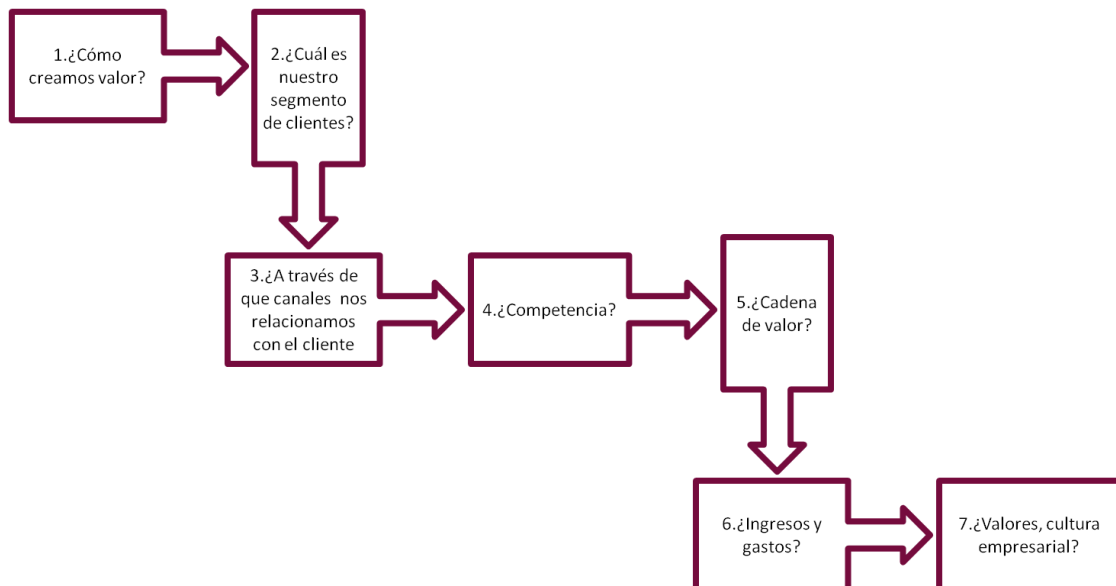 1.¿Cómo
creamos valor?
2.¿Cuál es
nuestro
segmento
de clientes?
3.¿A través de
que canales  nos
relacionamos
con el cliente
4.¿Competencia?
5.¿Cadena
de valor?
6.¿Ingresos y
gastos?
7.¿Valores, cultura
empresarial?